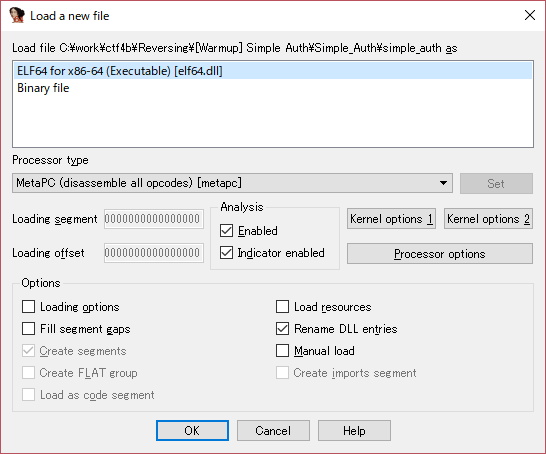 Load a new file
Load file C:¥work¥ctf4b¥Reversing¥[Warmup] Simple Auth¥Simple_Auth¥simple_auth as
ELF64 for x86-64 (Executable) [elf64.dll]
Binary file
Processor type
MetaPC (disassemble all opcodes) [metapc]
Set
Loading segment 0000000000000000
Loading offset 0000000000000000
Analysis
Enabled
Indicator enabled
Kernel options 1
Kernel options 2
Processor options
Options
Loading options
Load resources
Fill segment gaps
Rename DLL entries
Create segments
Manual load
Create FLAT group
Create imports segment
Load as code segment
OK
Cancel
Help